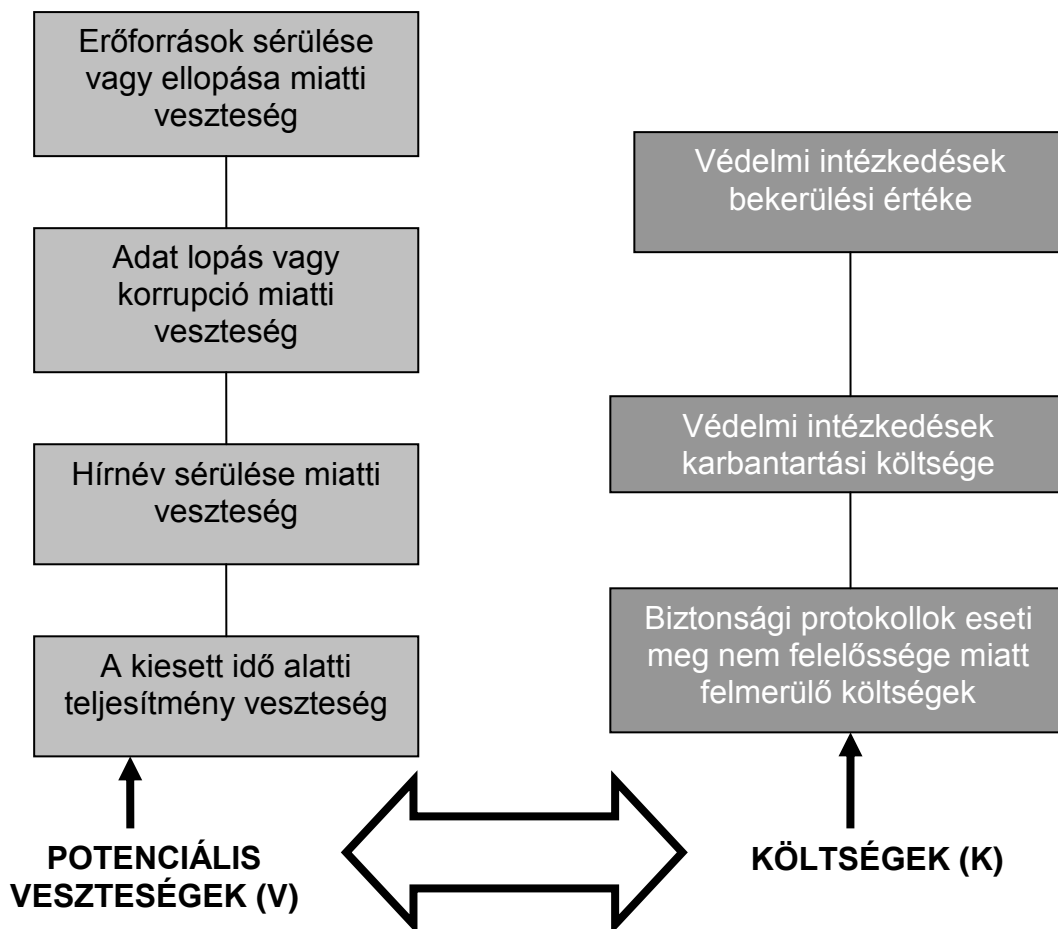 Erőforrások sérülése
vagy ellopása miatti
veszteség
Adat lopás vagy
korrupció miatti
veszteség
Hírnév sérülése miatti
veszteség
A kiesett idő alatti
teljesítmény veszteség
POTENCIÁLIS
VESZTESÉGEK (V)
Védelmi intézkedések
bekerülési értéke
Védelmi intézkedések
karbantartási költsége
Biztonsági protokollok eseti
meg nem felelőssége miatt
felmerülő költségek
KÖLTSÉGEK (K)